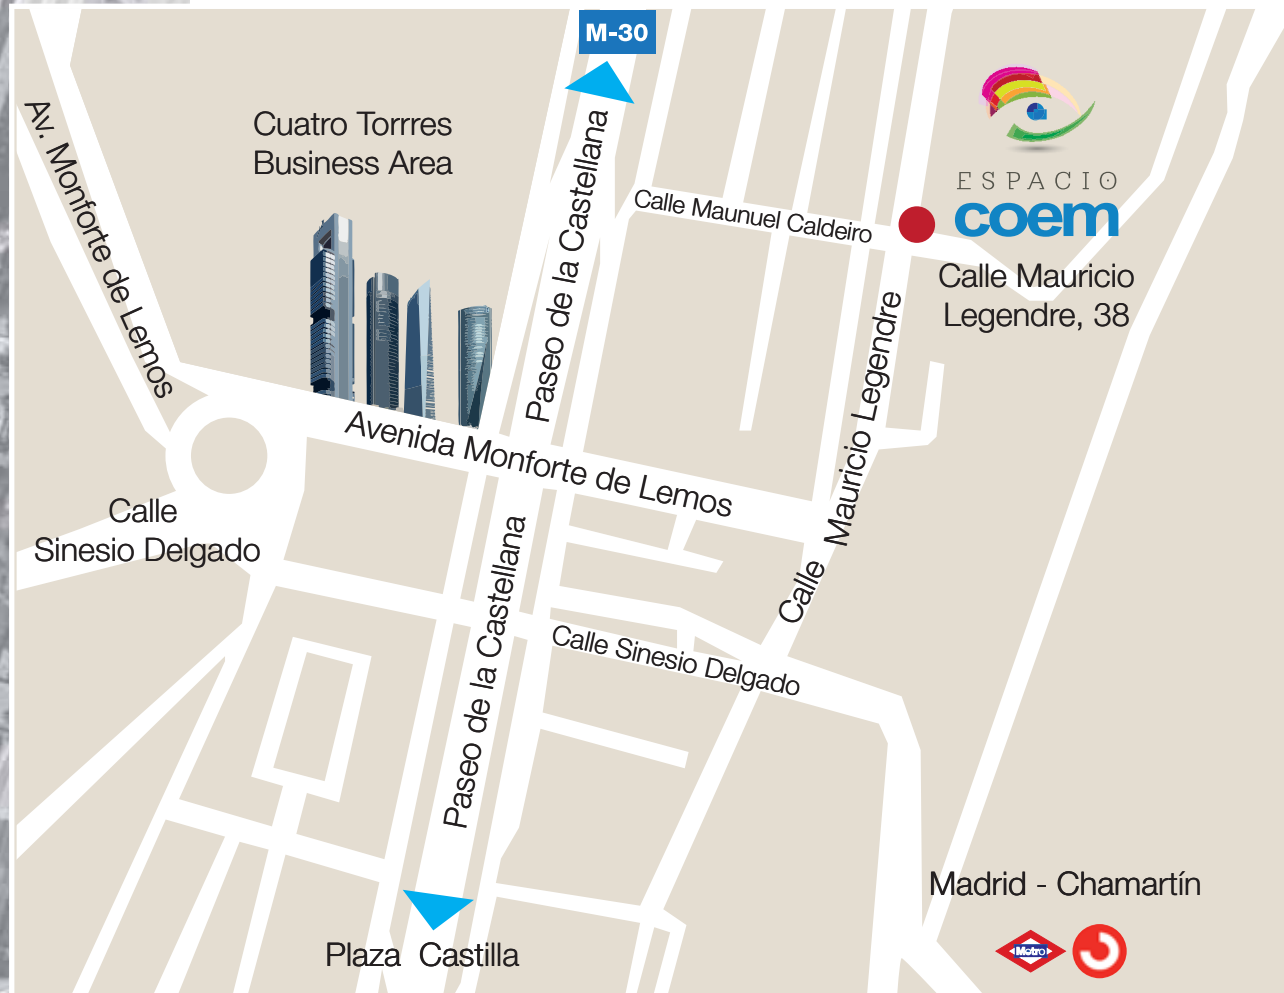 M-30
Av. Monforte de Lemos
Cuatro Torrres
Business Area
Paseo de la Castellana
Calle Maunuel Caldeiro
ESPACIO
coem
Calle Mauricio
Legendre, 38
Calle Mauricio Legendre
Avenida Monforte de Lemos
Calle
Sinesio Delgado
Paseo de la Castellana
Calle Sinesio Delgado
Madrid - Chamartín
Metro
Plaza Castilla